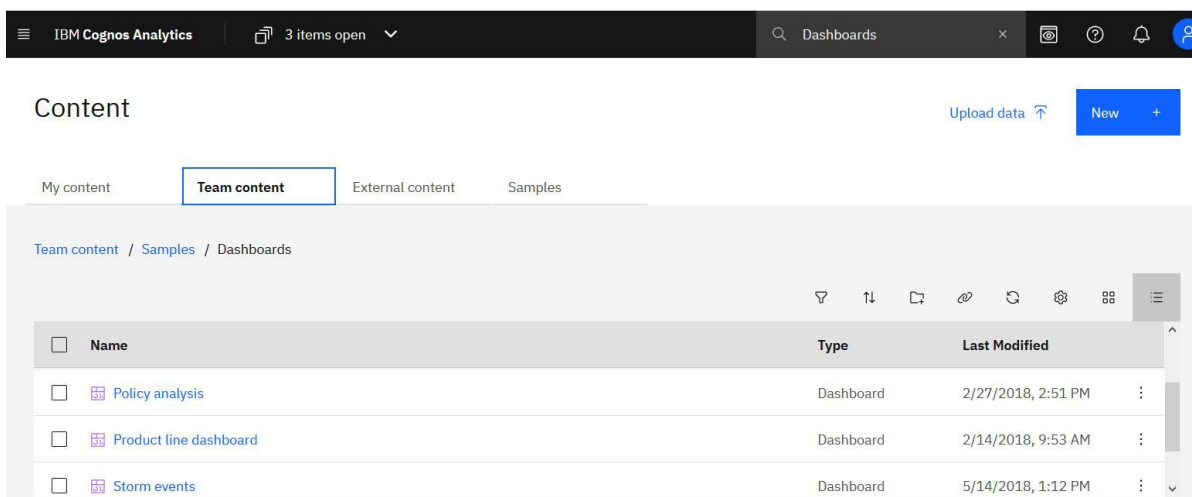 IBM Cognos Analytics 3 items open Dashboards
Content
Upload data New +
My content Team content External content Samples
Team content / Samples / Dashboards
Name Type Last Modified
Policy analysis Dashboard 2/27/2018, 2:51 PM
Product line dashboard Dashboard 2/14/2018, 9:53 AM
Storm events Dashboard 5/14/2018, 1:12 PM